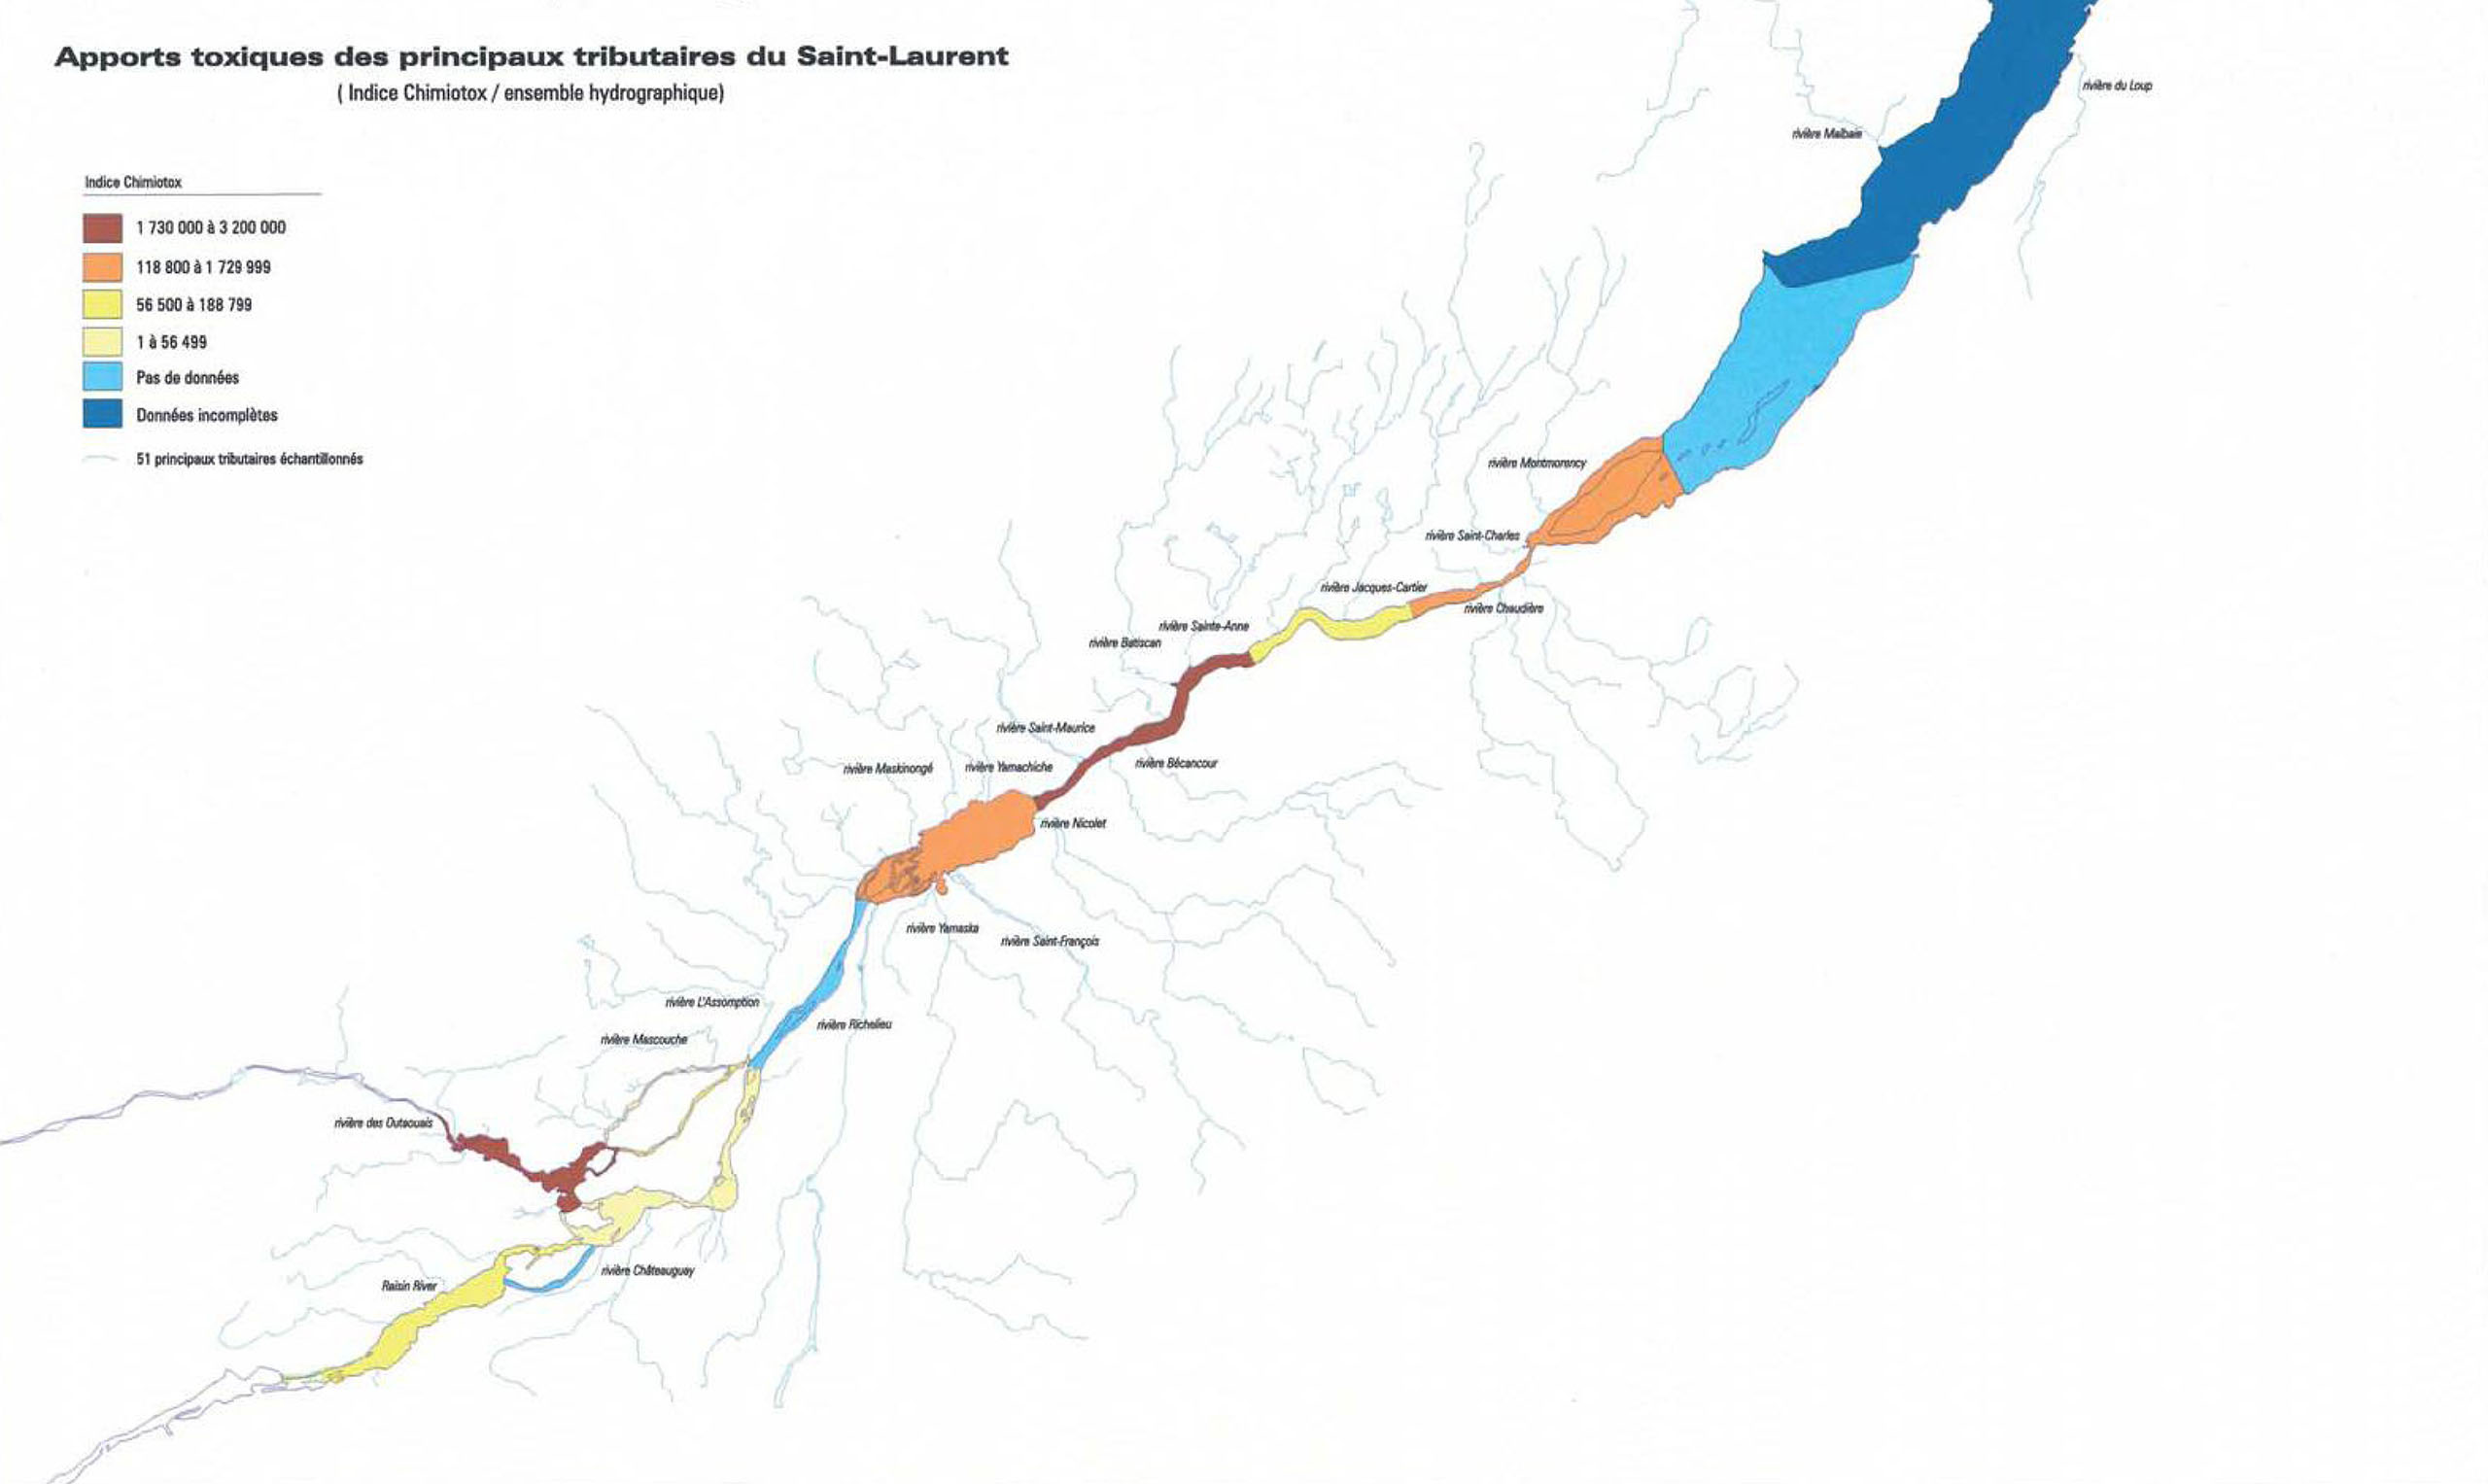 Apports toxiques des principaux tributaires du Saint-Laurent
( Indice Chimiotox / ensemble hydrographique)
Indice Chimiotox
1 730 000 à 3 200 000
118 800 à 1 729 999
56 500 à 188 799
1 à 56 499
Pas de données
Données incomplètes
51 principaux tributaires échantillonnés
rivière du Loup
rivière Malbaie
rivière Montmorency
rivière Saint-Charles
rivière Jacques-Cartier
rivière Chaudière
rivière Sainte-Anne
rivière Batiscan
rivière Saint-Maurice
rivière Bécancour
rivière Maskinongé
rivière Yamachiche
rivière Nicolet
rivière Yamaska
rivière Saint-François
rivière L'Assomption
rivière Richelieu
rivière Mascouche
rivière des Outaouais
rivière Châteauguay
Raisin River